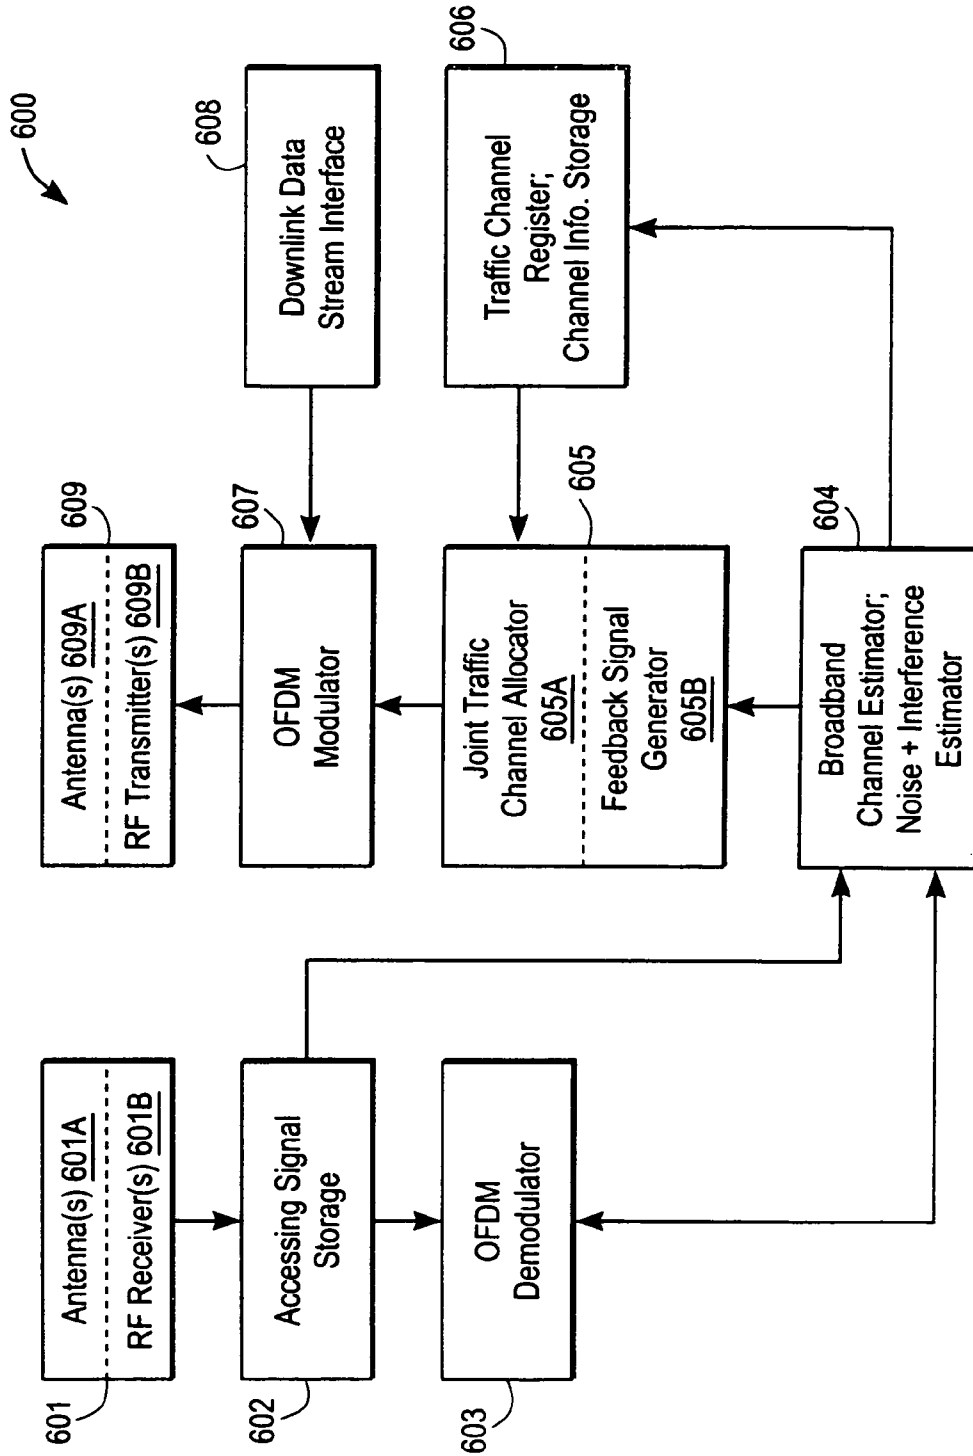 600
601
Antenna(s) 601A
RF Receiver(s) 601B
602
Accessing Signal
Storage
603
OFDM
Demodulator
609
Antenna(s) 609A
RF Transmitter(s) 609B
607
OFDM
Modulator
605
Joint Traffic
Channel Allocator
605A
Feedback Signal
Generator
605B
604
Broadband
Channel Estimator;
Noise + Interference
Estimator
608
Downlink Data
Stream Interface
606
Traffic Channel
Register;
Channel Info. Storage